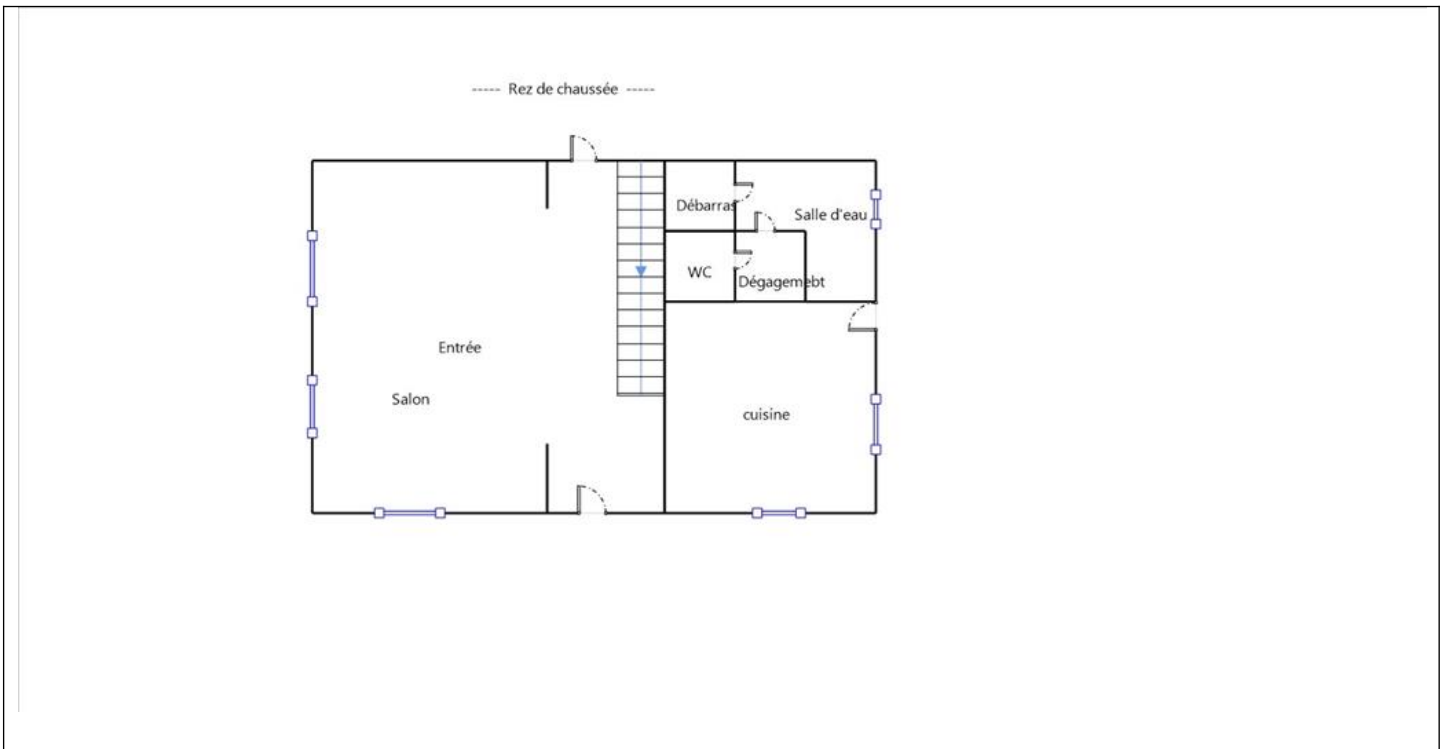 ----- Rez de chaussée -----
Débarras
Salle d'eau
WC
Dégagemebt
Entrée
Salon
cuisine